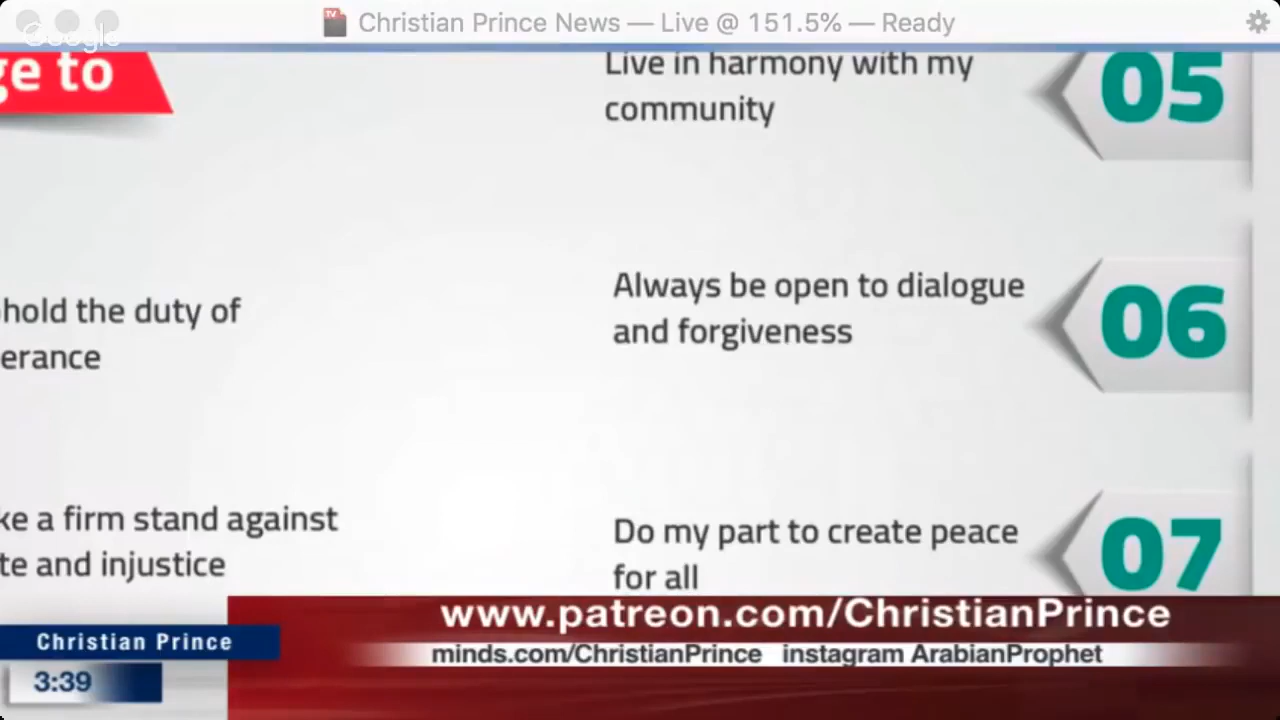 Google
Christian Prince News — Live @ 151.5% — Ready
ge to
Live in harmony with my
community
05
hold the duty of
erance
Always be open to dialogue
and forgiveness
06
ke a firm stand against
te and injustice
Do my part to create peace
for all
07
www.patreon.com/ChristianPrince
Christian Prince
minds.com/ChristianPrince instagram ArabianProphet
3:39